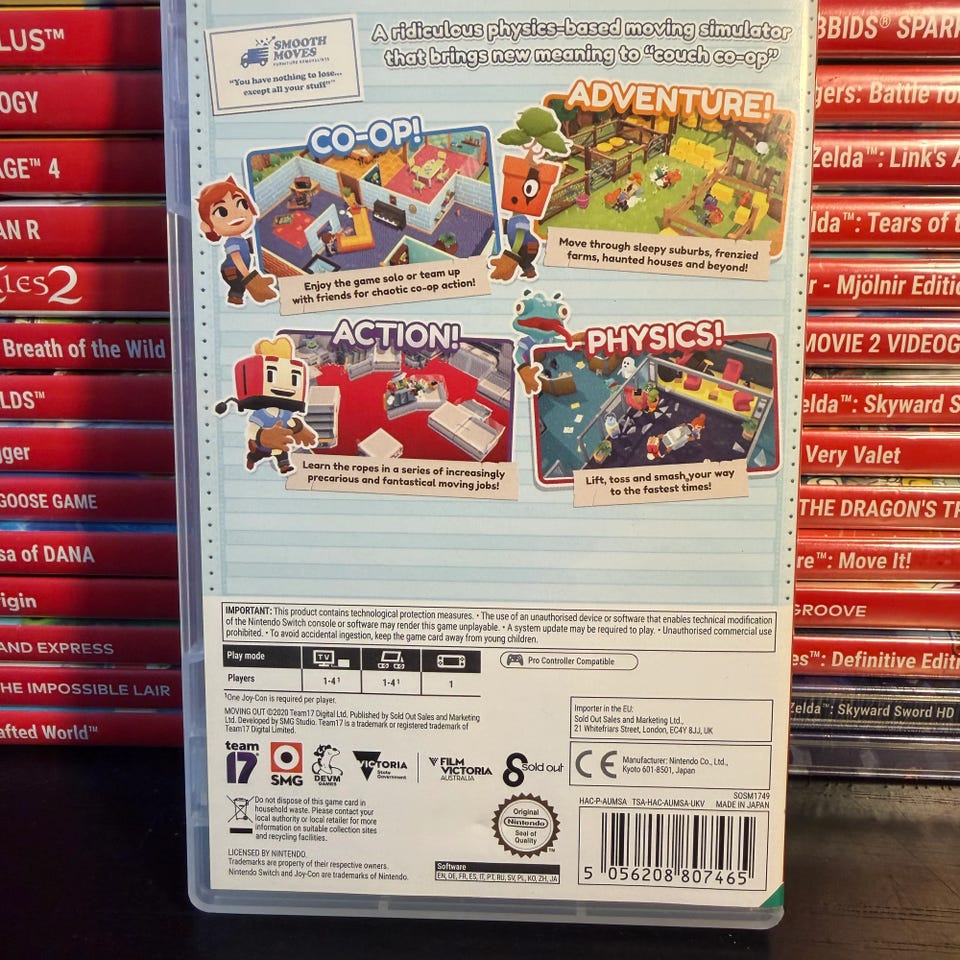 LUS™
OGY
AGE™ 4
AN R
LES 2
Breath of the Wild
LDS™
gger
GOOSE GAME
sa of DANA
igin
AND EXPRESS
HE IMPOSSIBLE LAIR
afted World™
SMOOTH
MOVES
FURNITURE REMOVALISTS
"You have nothing to lose...
except all your stuff!"
A ridiculous physics-based moving simulator
that brings new meaning to "couch co-op"
CO-OP!
Enjoy the game solo or team up
with friends for chaotic co-op action!
ADVENTURE!
Move through sleepy suburbs, frenzied
farms, haunted houses and beyond!
ACTION!
Learn the ropes in a series of increasingly
precarious and fantastical moving jobs!
PHYSICS!
Lift, toss and smash your way
to the fastest times!
IMPORTANT: This product contains technological protection measures. • The use of an unauthorised device or software that enables technical modification
of the Nintendo Switch console or software may render this game unplayable. • A system update may be required to play. • Unauthorised commercial use
prohibited. • To avoid accidental ingestion, keep the game card away from young children.
Play mode
TV
Players
1-4¹
1-4¹
1
Pro Controller Compatible
¹One Joy-Con is required per player.
MOVING OUT ©2020 Team17 Digital Ltd. Published by Sold Out Sales and Marketing
Ltd. Developed by SMG Studio. Team17 is a trademark or registered trademark of
Team17 Digital Limited.
Importer in the EU:
Sold Out Sales and Marketing Ltd.,
21 Whitefriars Street, London, EC4Y 8JJ, UK
team
17
SMG
DEVM
GAMES
VICTORIA
State
Government
FILM
VICTORIA
AUSTRALIA
Sold out
CE
Manufacturer: Nintendo Co., Ltd.,
Kyoto 601-8501, Japan
SOSM1749
HAC-P-AUMSA TSA-HAC-AUMSA-UKV MADE IN JAPAN
Do not dispose of this game card in
household waste. Please contact your
local authority or local retailer for more
information on suitable collection sites
and recycling facilities.
Original
Nintendo
Seal of
Quality
TM
LICENSED BY NINTENDO.
Trademarks are property of their respective owners.
Nintendo Switch and Joy-Con are trademarks of Nintendo.
Software
EN, DE, FR, ES, IT, PT, RU, SV, PL, KO, ZH, JA
5 056208 807465
BBIDS® SPARK
gers: Battle for
Zelda™: Link's A
lda™: Tears of t
r - Mjölnir Editio
MOVIE 2 VIDEOG
elda™: Skyward S
Very Valet
THE DRAGON'S TR
re™: Move It!
GROOVE
es™: Definitive Editi
Zelda™: Skyward Sword HD